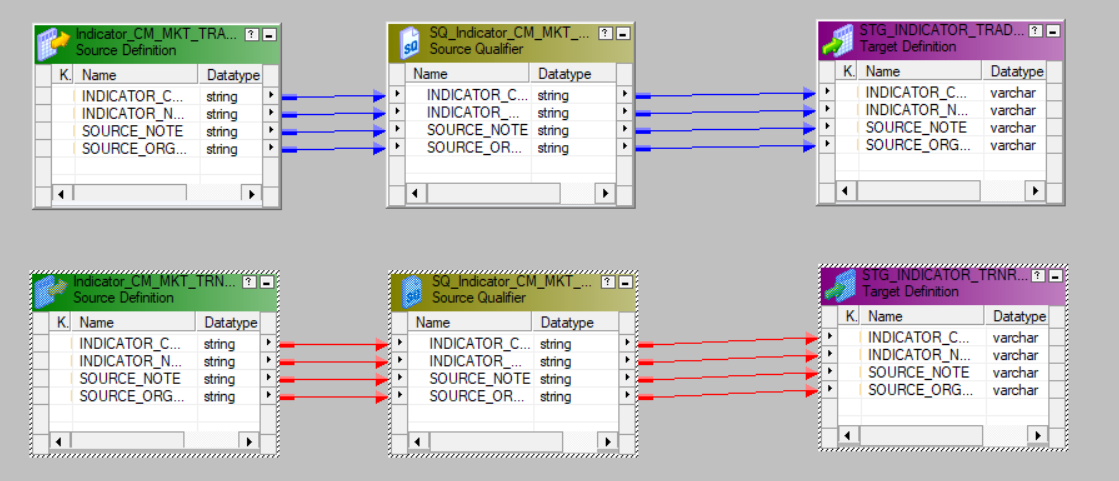 Indicator_CM_MKT_TRA...
Source Definition
K. Name Datatype
INDICATOR_C... string
INDICATOR_N... string
SOURCE_NOTE string
SOURCE_ORG... string
SQ_Indicator_CM_MKT_...
Source Qualifier
Name Datatype
INDICATOR_C... string
INDICATOR_... string
SOURCE_NOTE string
SOURCE_OR... string
STG_INDICATOR_TRAD...
Target Definition
K. Name Datatype
INDICATOR_C... varchar
INDICATOR_N... varchar
SOURCE_NOTE varchar
SOURCE_ORG... varchar
Indicator_CM_MKT_TRN...
Source Definition
K. Name Datatype
INDICATOR_C... string
INDICATOR_N... string
SOURCE_NOTE string
SOURCE_ORG... string
SQ_Indicator_CM_MKT_...
Source Qualifier
Name Datatype
INDICATOR_C... string
INDICATOR_... string
SOURCE_NOTE string
SOURCE_OR... string
STG_INDICATOR_TRNR...
Target Definition
K. Name Datatype
INDICATOR_C... varchar
INDICATOR_N... varchar
SOURCE_NOTE varchar
SOURCE_ORG... varchar